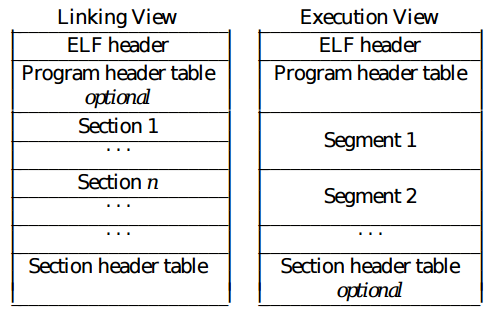 Linking View
ELF header
Program header table
optional
Section 1
. . .
Section n
. . .
. . .
Section header table
Execution View
ELF header
Program header table
Segment 1
Segment 2
. . .
Section header table
optional